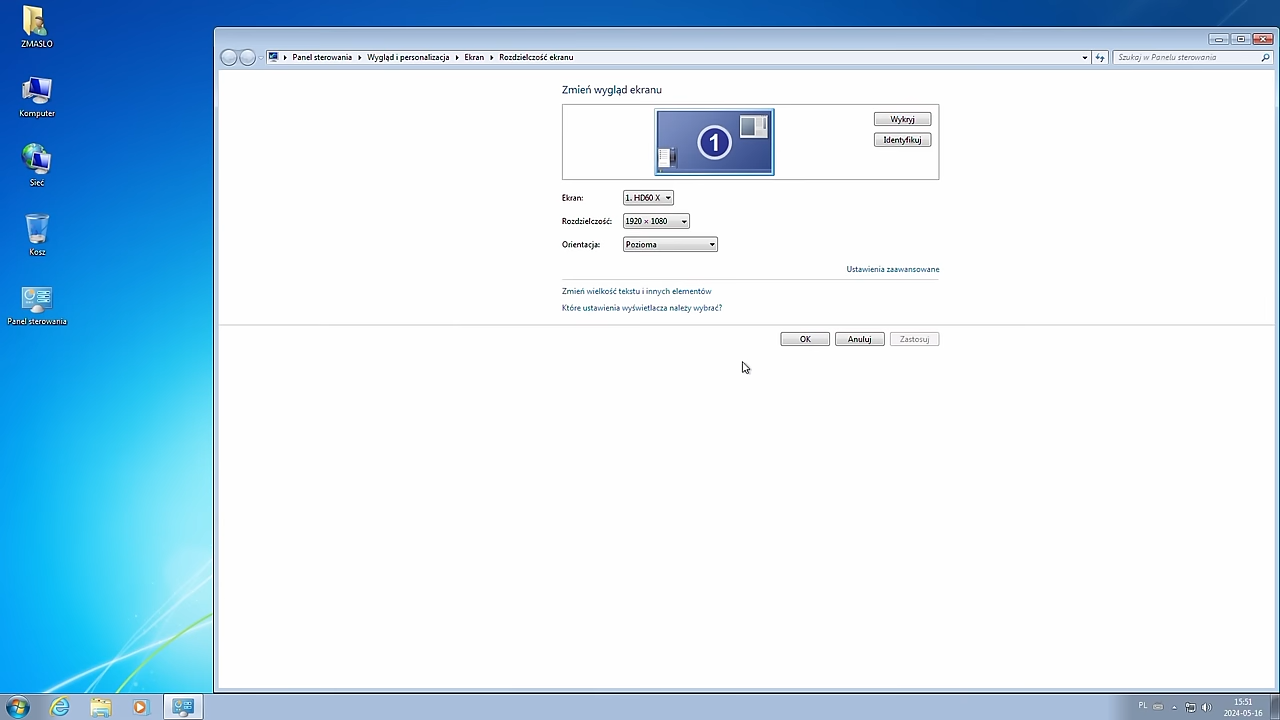 ZMASLO
Komputer
Sieć
Kosz
Panel sterowania
Panel sterowania Wygląd i personalizacja Ekran Rozdzielczość ekranu
Szukaj w Panelu sterowania
Zmień wygląd ekranu
1
Wykryj
Identyfikuj
Ekran: 1. HD60 X
Rozdzielczość: 1920 × 1080
Orientacja: Pozioma
Ustawienia zaawansowane
Zmień wielkość tekstu i innych elementów
Które ustawienia wyświetlacza należy wybrać?
OK Anuluj Zastosuj
PL
15:51
2024-05-16